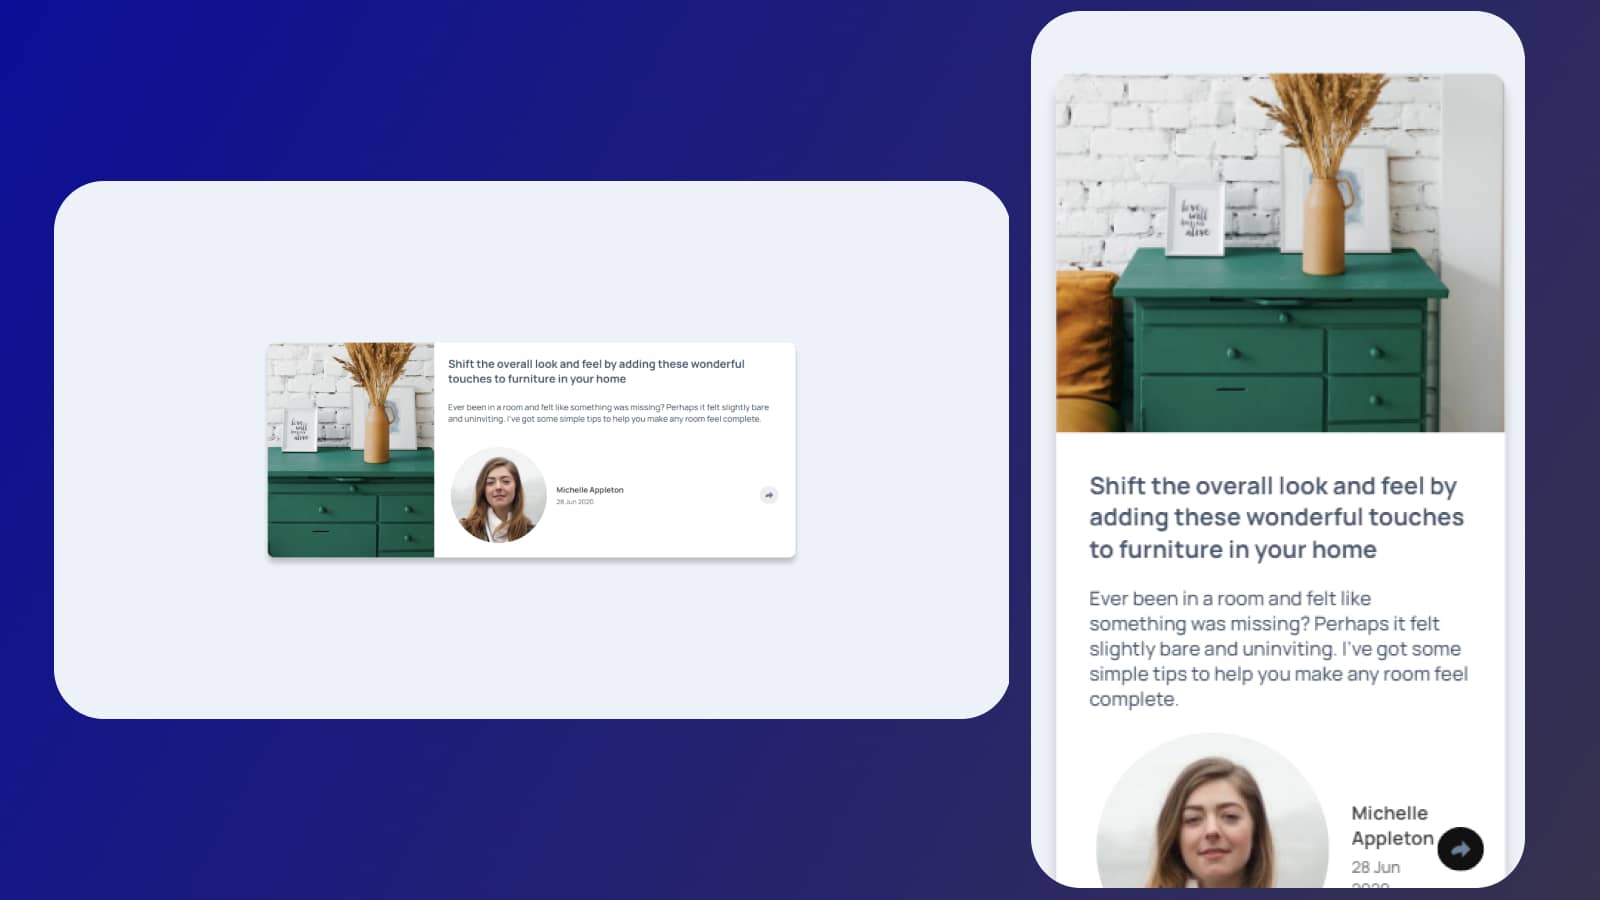 Shift the overall look and feel by adding these wonderful
touches to furniture in your home
Ever been in a room and felt like something was missing? Perhaps it felt slightly bare
and uninviting. I've got some simple tips to help you make any room feel complete.
love
will
alive
Michelle Appleton
28 Jun 2020
love
will
alive
Shift the overall look and feel by
adding these wonderful touches
to furniture in your home
Ever been in a room and felt like
something was missing? Perhaps it felt
slightly bare and uninviting. I've got some
simple tips to help you make any room feel
complete.
Michelle
Appleton
28 Jun
2020